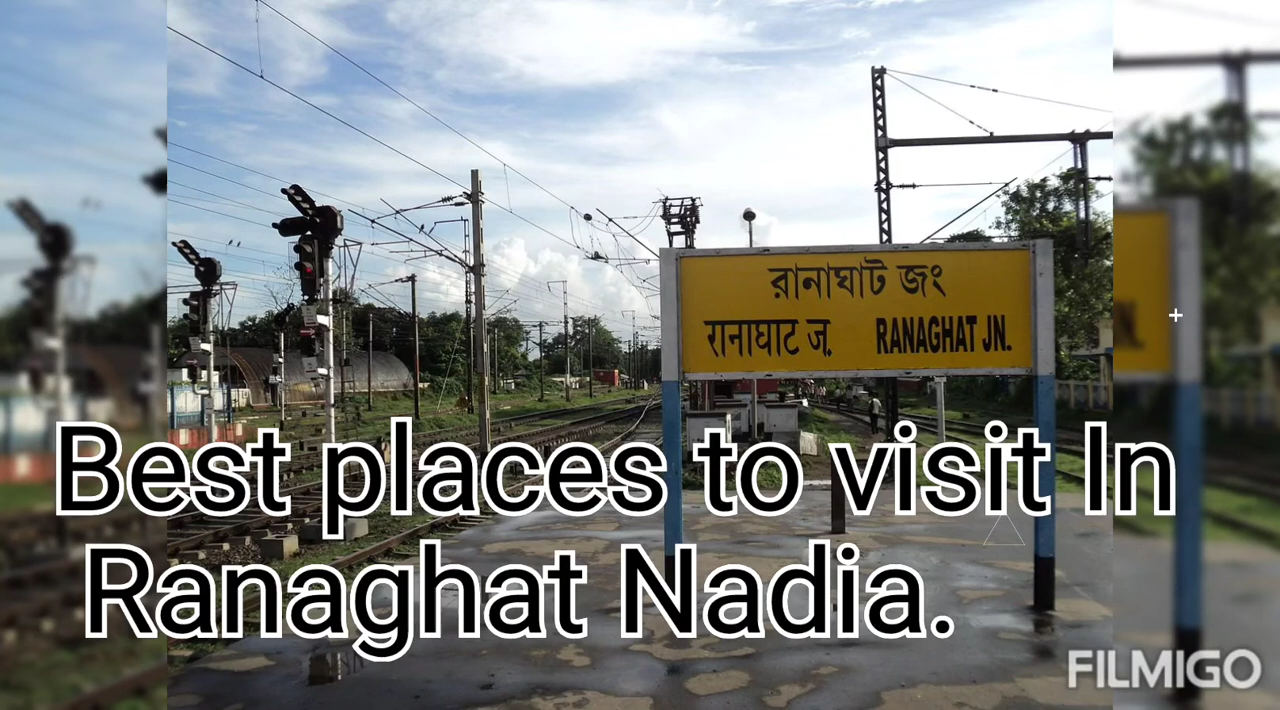 রানাঘাট জং
रानाघाट ज.
RANAGHAT JN.
Best places to visit In
Ranaghat Nadia.
FILMIGO